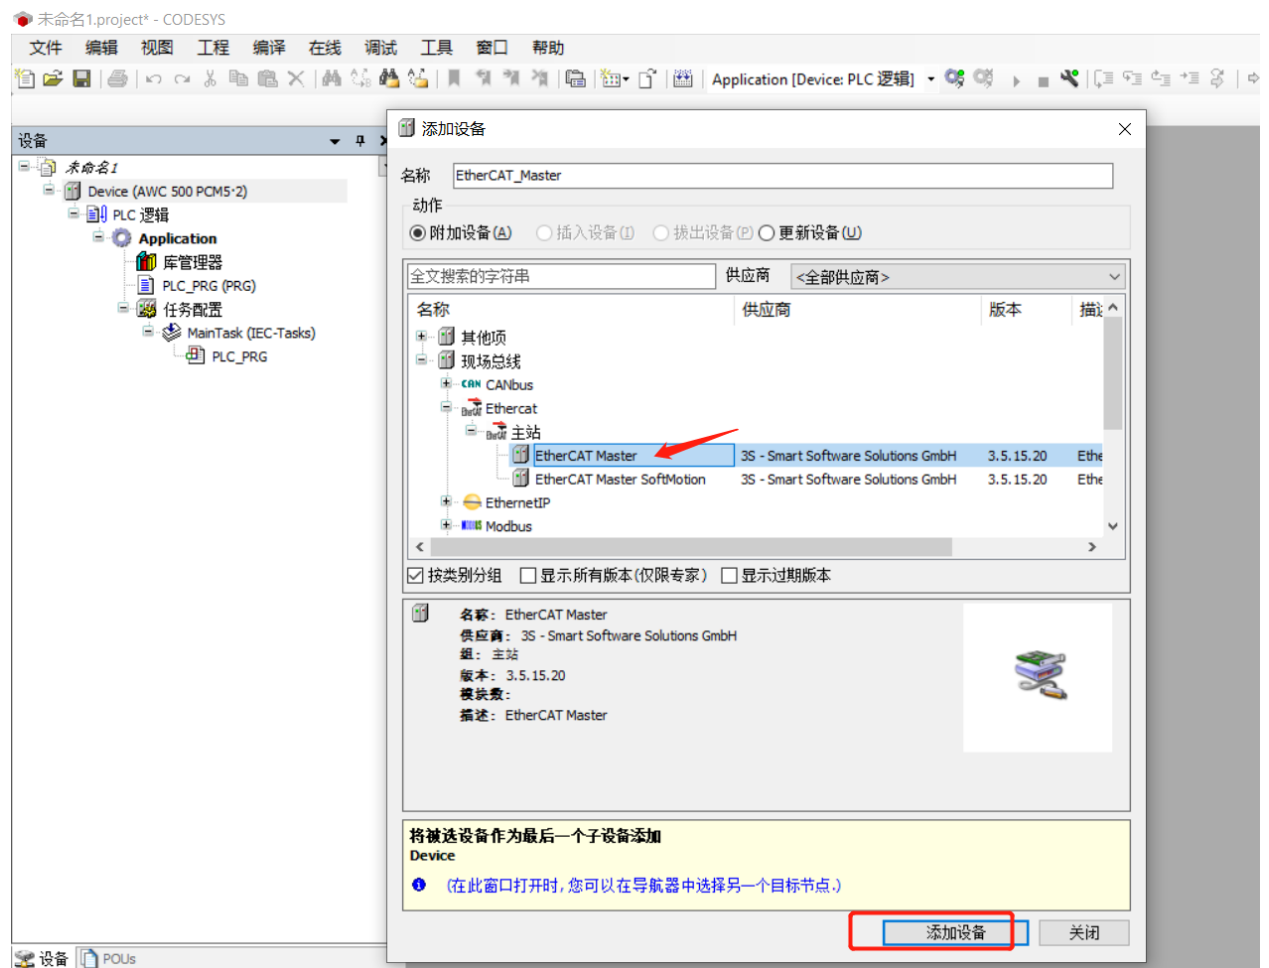 未命名1.project* - CODESYS
文件 编辑 视图 工程 编译 在线 调试 工具 窗口 帮助
Application [Device: PLC 逻辑]
设备
未命名1
Device (AWC 500 PCM5-2)
PLC 逻辑
Application
库管理器
PLC_PRG (PRG)
任务配置
MainTask (IEC-Tasks)
PLC_PRG
设备 POUs
添加设备
名称 EtherCAT_Master
动作
附加设备(A) 插入设备(I) 拔出设备(P) 更新设备(U)
全文搜索的字符串 供应商 <全部供应商>
名称 供应商 版本 描述
其他项
现场总线
CAN CANbus
Ethercat
主站
EtherCAT Master 3S - Smart Software Solutions GmbH 3.5.15.20 Ethe
EtherCAT Master SoftMotion 3S - Smart Software Solutions GmbH 3.5.15.20 Ethe
EthernetIP
Modbus
按类别分组 显示所有版本(仅限专家) 显示过期版本
名称: EtherCAT Master
供应商: 3S - Smart Software Solutions GmbH
组: 主站
版本: 3.5.15.20
模块数:
描述: EtherCAT Master
将被选设备作为最后一个子设备添加
Device
(在此窗口打开时,您可以在导航器中选择另一个目标节点.)
添加设备 关闭